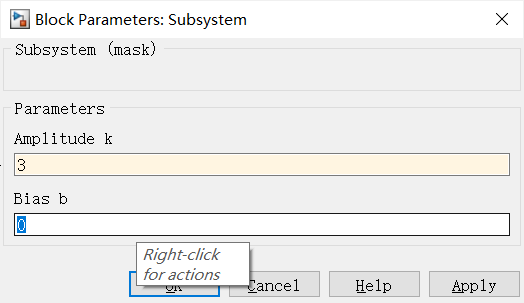 Block Parameters: Subsystem
Subsystem (mask)
Parameters
Amplitude k
3
Bias b
0
Right-click
for actions
OK
Cancel
Help
Apply